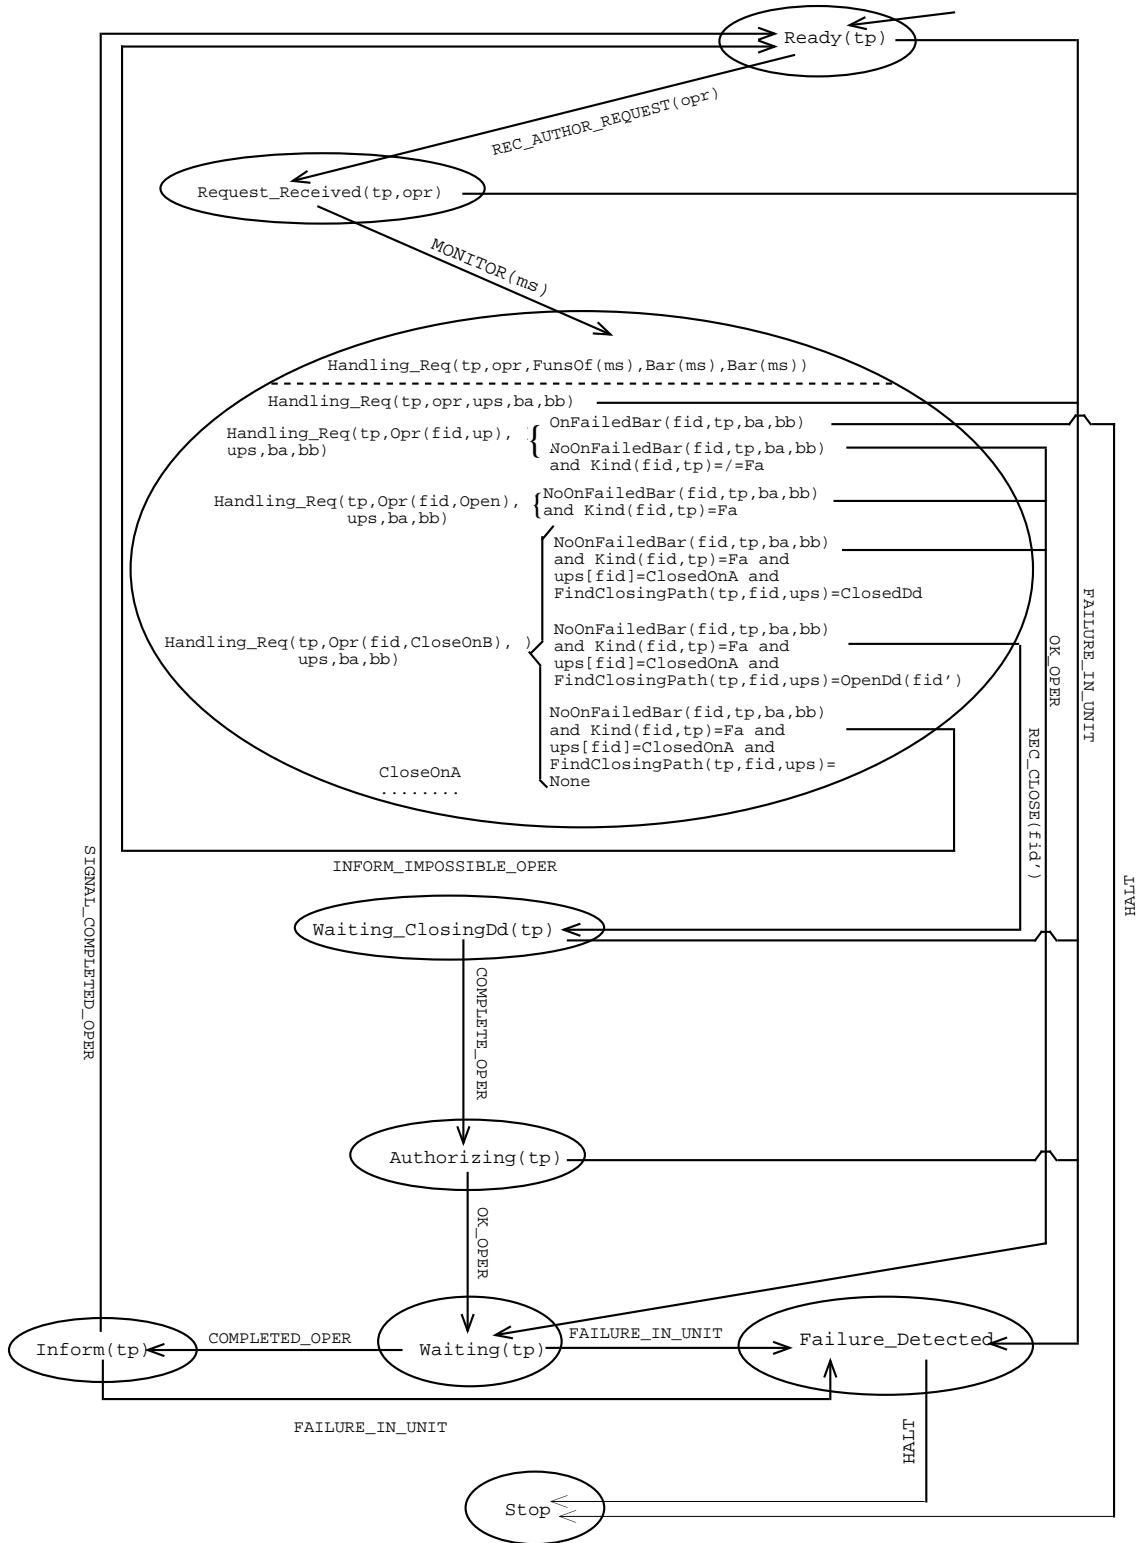 Ready(tp)
REC_AUTHOR_REQUEST(opr)
Request_Received(tp,opr)
MONITOR(ms)
Handling_Req(tp,opr,FunsOf(ms),Bar(ms),Bar(ms))
Handling_Req(tp,opr,ups,ba,bb)
Handling_Req(tp,Opr(fid,up),
ups,ba,bb)
{
OnFailedBar(fid,tp,ba,bb)
NoOnFailedBar(fid,tp,ba,bb)
and Kind(fid,tp)=/=Fa
Handling_Req(tp,Opr(fid,Open),
ups,ba,bb)
{
NoOnFailedBar(fid,tp,ba,bb)
and Kind(fid,tp)=Fa
NoOnFailedBar(fid,tp,ba,bb)
and Kind(fid,tp)=Fa and
ups[fid]=ClosedOnA and
FindClosingPath(tp,fid,ups)=ClosedDd
Handling_Req(tp,Opr(fid,CloseOnB), )
ups,ba,bb)
NoOnFailedBar(fid,tp,ba,bb)
and Kind(fid,tp)=Fa and
ups[fid]=ClosedOnA and
FindClosingPath(tp,fid,ups)=OpenDd(fid')
NoOnFailedBar(fid,tp,ba,bb)
and Kind(fid,tp)=Fa and
ups[fid]=ClosedOnA and
FindClosingPath(tp,fid,ups)=
None
CloseOnA
........
FAILURE_IN_UNIT
OK_OPER
REC_CLOSE(fid')
HALT
INFORM_IMPOSSIBLE_OPER
SIGNAL_COMPLETED_OPER
Waiting_ClosingDd(tp)
COMPLETE_OPER
Authorizing(tp)
OK_OPER
Inform(tp)
COMPLETED_OPER
Waiting(tp)
FAILURE_IN_UNIT
Failure_Detected
FAILURE_IN_UNIT
HALT
Stop